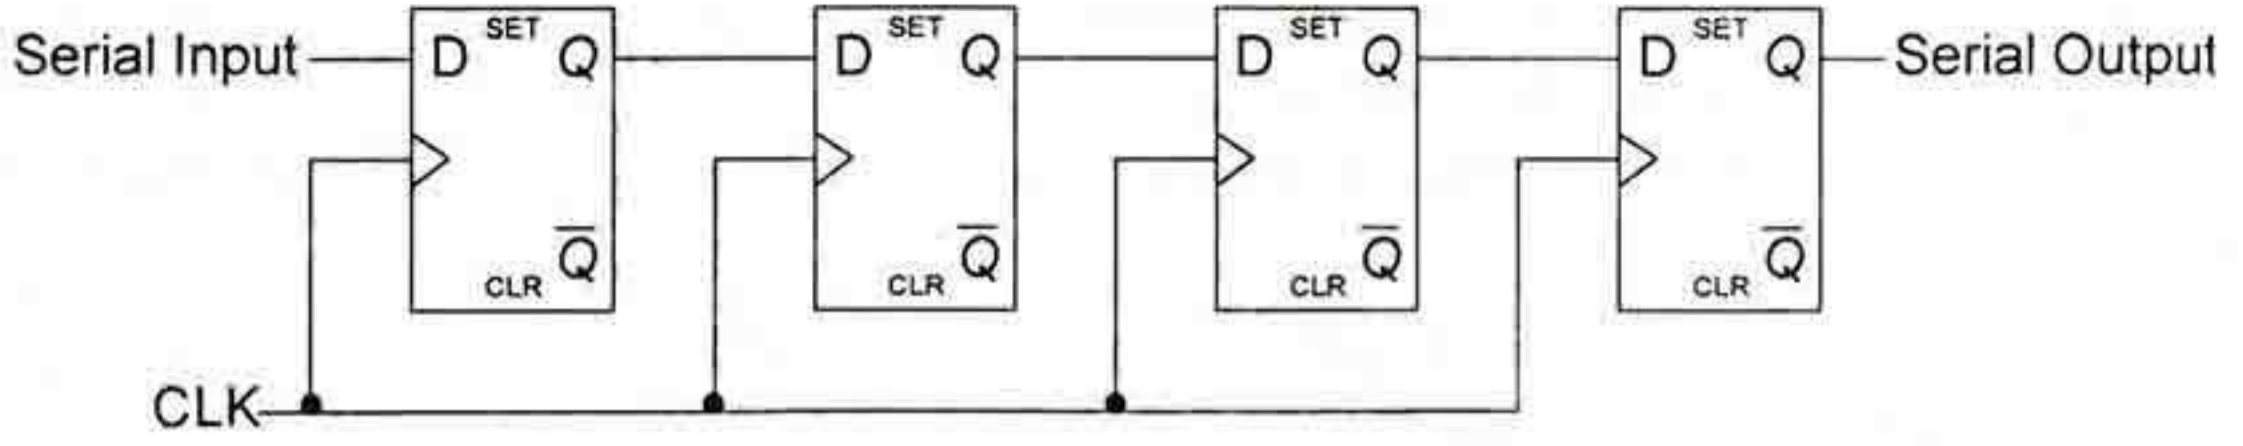 Serial Input
D SET Q
Q̅
CLR
D SET Q
Q̅
CLR
D SET Q
Q̅
CLR
D SET Q
Q̅
CLR
Serial Output
CLK